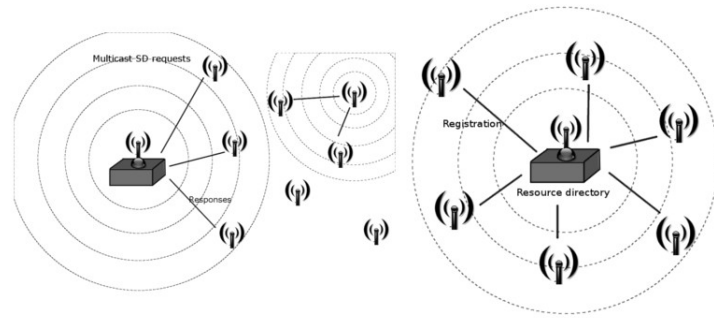 Multicast SD requests
Responses
Registration
Resource directory